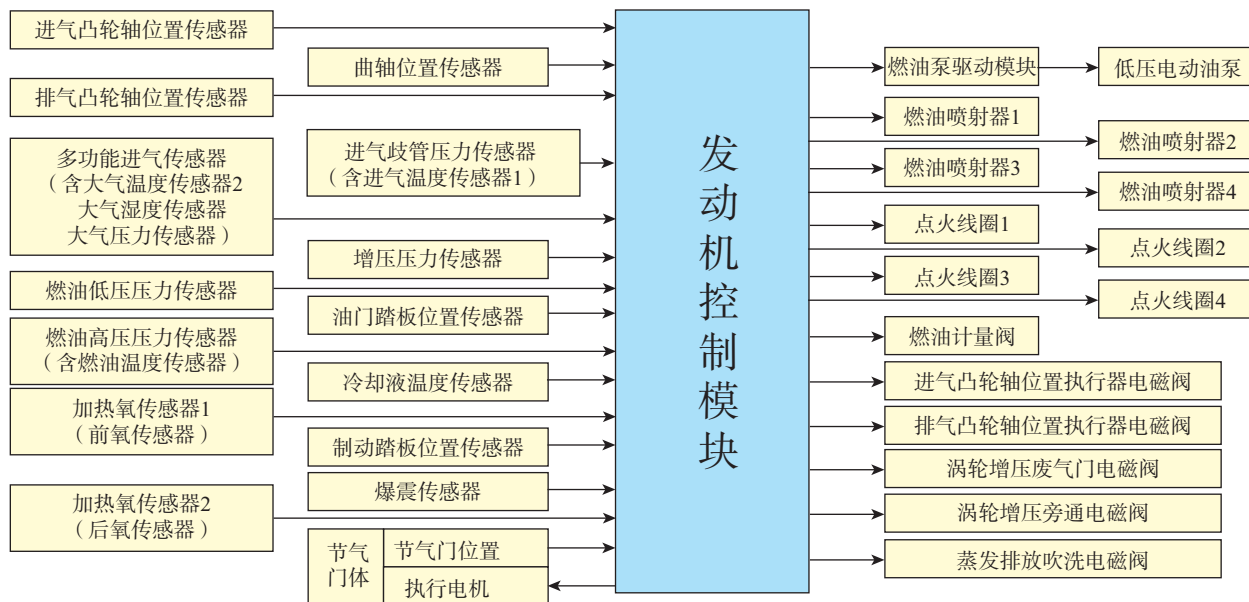 进气凸轮轴位置传感器
曲轴位置传感器
排气凸轮轴位置传感器
多功能进气传感器
（含大气温度传感器2
大气湿度传感器
大气压力传感器）
进气歧管压力传感器
（含进气温度传感器1）
增压压力传感器
燃油低压压力传感器
油门踏板位置传感器
燃油高压压力传感器
（含燃油温度传感器）
冷却液温度传感器
加热氧传感器1
（前氧传感器）
制动踏板位置传感器
爆震传感器
加热氧传感器2
（后氧传感器）
节气
门体
节气门位置
执行电机
发动机控制模块
燃油泵驱动模块
低压电动油泵
燃油喷射器1
燃油喷射器2
燃油喷射器3
燃油喷射器4
点火线圈1
点火线圈2
点火线圈3
点火线圈4
燃油计量阀
进气凸轮轴位置执行器电磁阀
排气凸轮轴位置执行器电磁阀
涡轮增压废气门电磁阀
涡轮增压旁通电磁阀
蒸发排放吹洗电磁阀